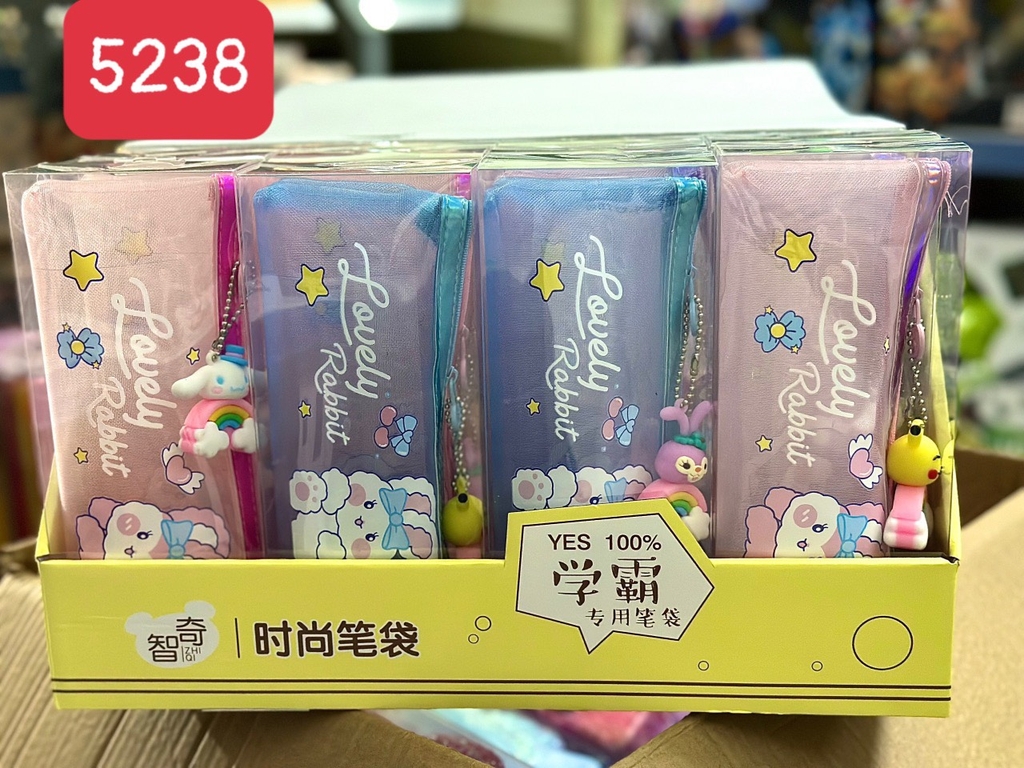 5238
Lovely
Rabbit
Lovely
Rabbit
Lovely
Rabbit
Lovely
Rabbit
YES 100%
学霸
专用笔袋
智奇
ZHI
QI
时尚笔袋